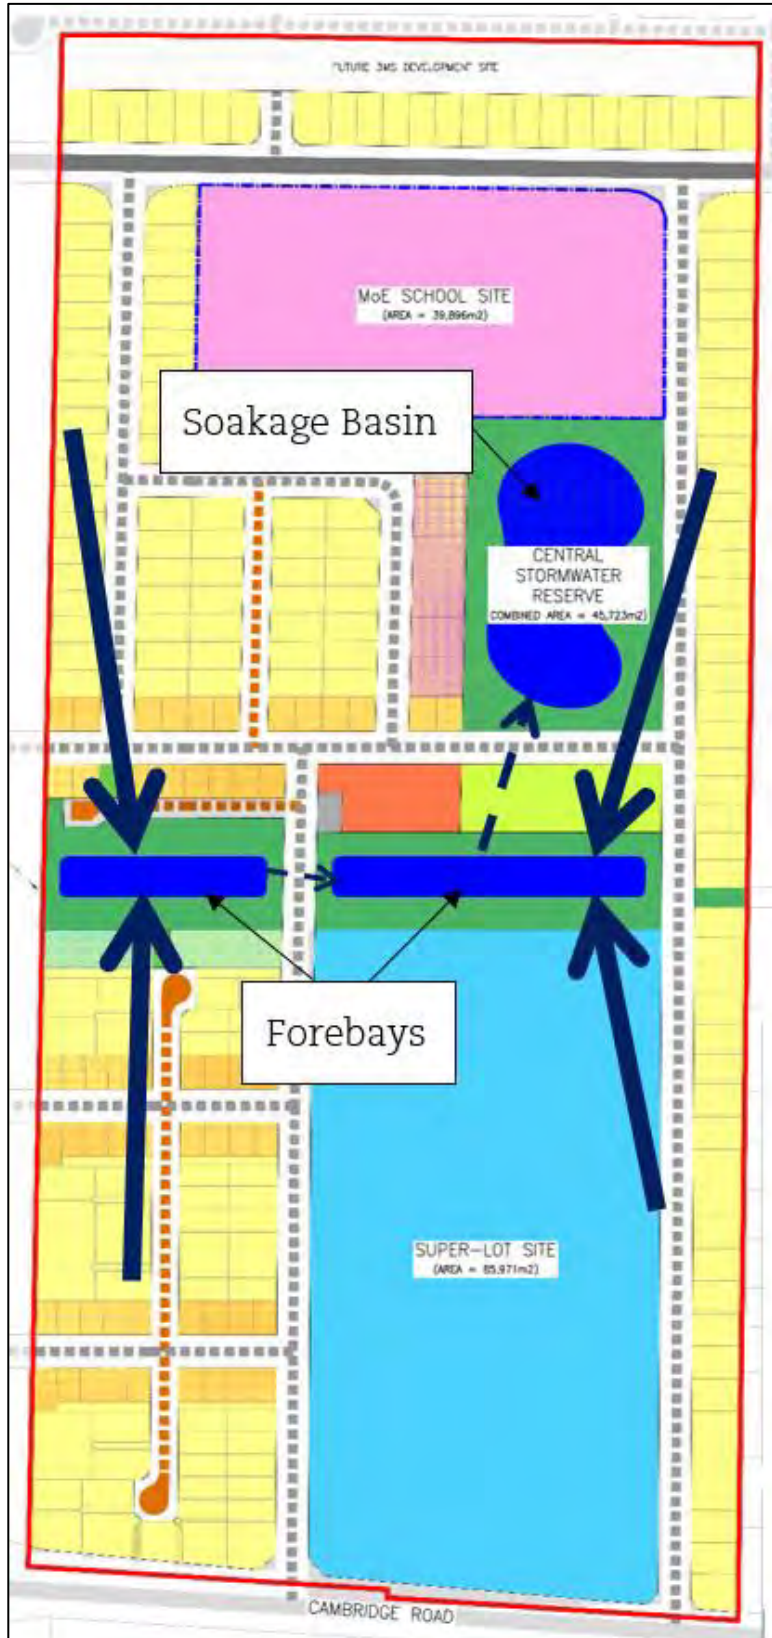 FUTURE 3MS DEVELOPMENT SITE
MoE SCHOOL SITE
(AREA = 39,896m2)
Soakage Basin
CENTRAL
STORMWATER
RESERVE
(COMBINED AREA = 45,723m2)
Forebays
SUPER-LOT SITE
(AREA = 65,971m2)
CAMBRIDGE ROAD